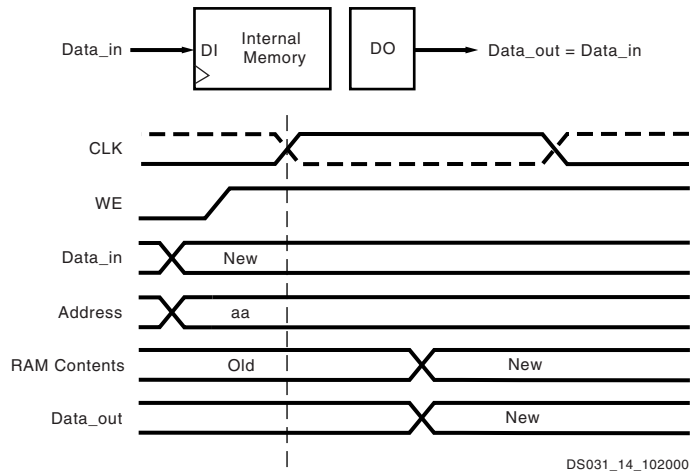 Data_in
DI
Internal
Memory
DO
Data_out = Data_in
CLK
WE
Data_in
New
Address
aa
RAM Contents
Old
New
Data_out
New
DS031_14_102000